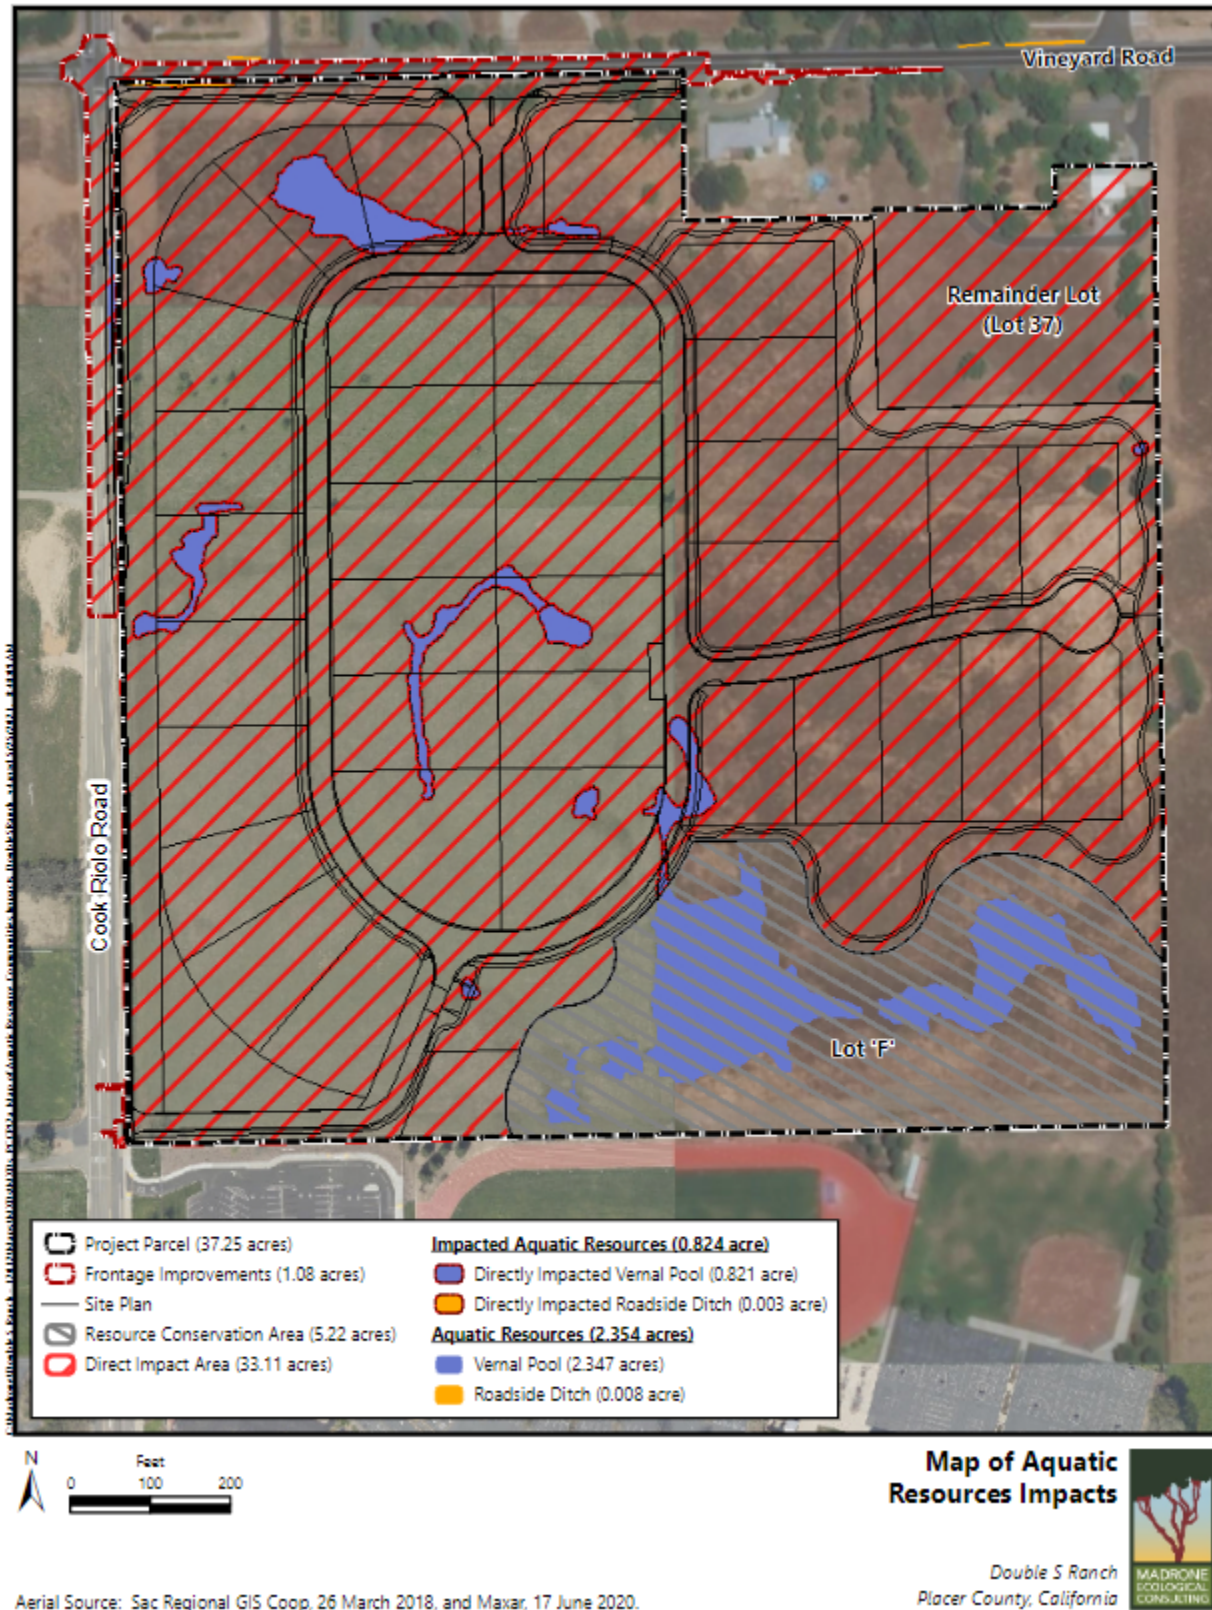 Vineyard Road
Remainder Lot
(Lot 37)
Cook-Riolo Road
Lot 'F'
Project Parcel (37.25 acres)
Frontage Improvements (1.08 acres)
Site Plan
Resource Conservation Area (5.22 acres)
Direct Impact Area (33.11 acres)
Impacted Aquatic Resources (0.824 acre)
Directly Impacted Vernal Pool (0.821 acre)
Directly Impacted Roadside Ditch (0.003 acre)
Aquatic Resources (2.354 acres)
Vernal Pool (2.347 acres)
Roadside Ditch (0.008 acre)
N
Feet
0 100 200
Map of Aquatic
Resources Impacts
Double S Ranch
Placer County, California
MADRONE
ECOLOGICAL
CONSULTING
Aerial Source: Sac Regional GIS Coop, 26 March 2018, and Maxar, 17 June 2020.